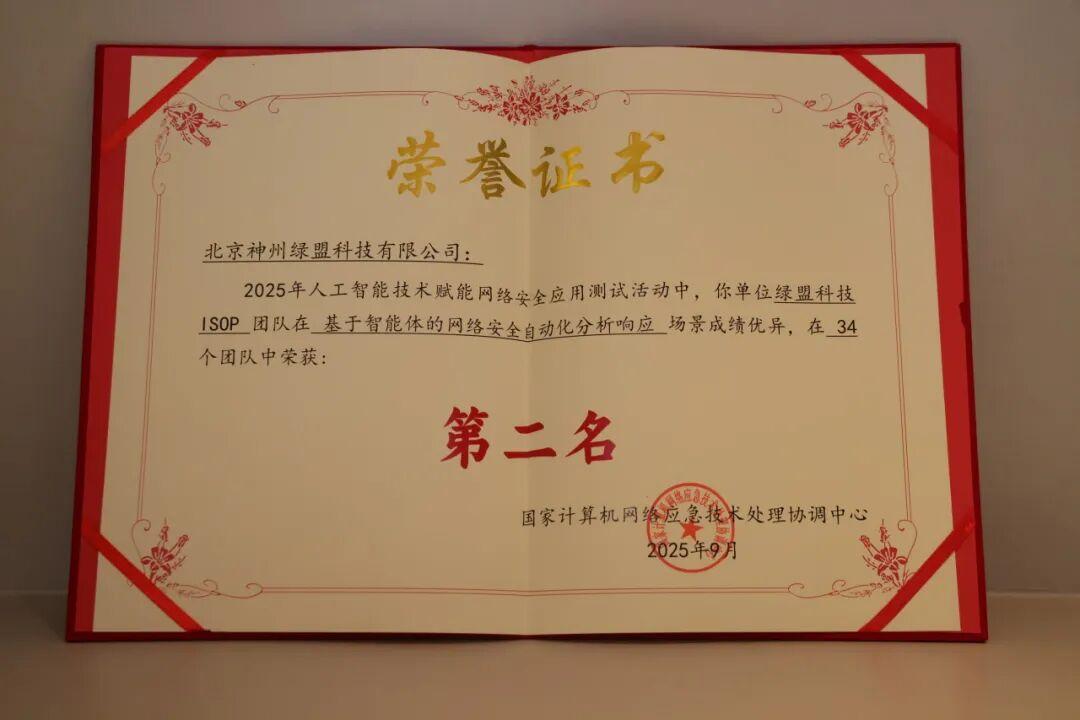 荣誉证书
北京神州绿盟科技有限公司:
2025年人工智能技术赋能网络安全应用测试活动中,你单位绿盟科技
ISOP 团队在 基于智能体的网络安全自动化分析响应 场景成绩优异,在 34
个团队中荣获:
第二名
国家计算机网络应急技术处理协调中心
2025年9月